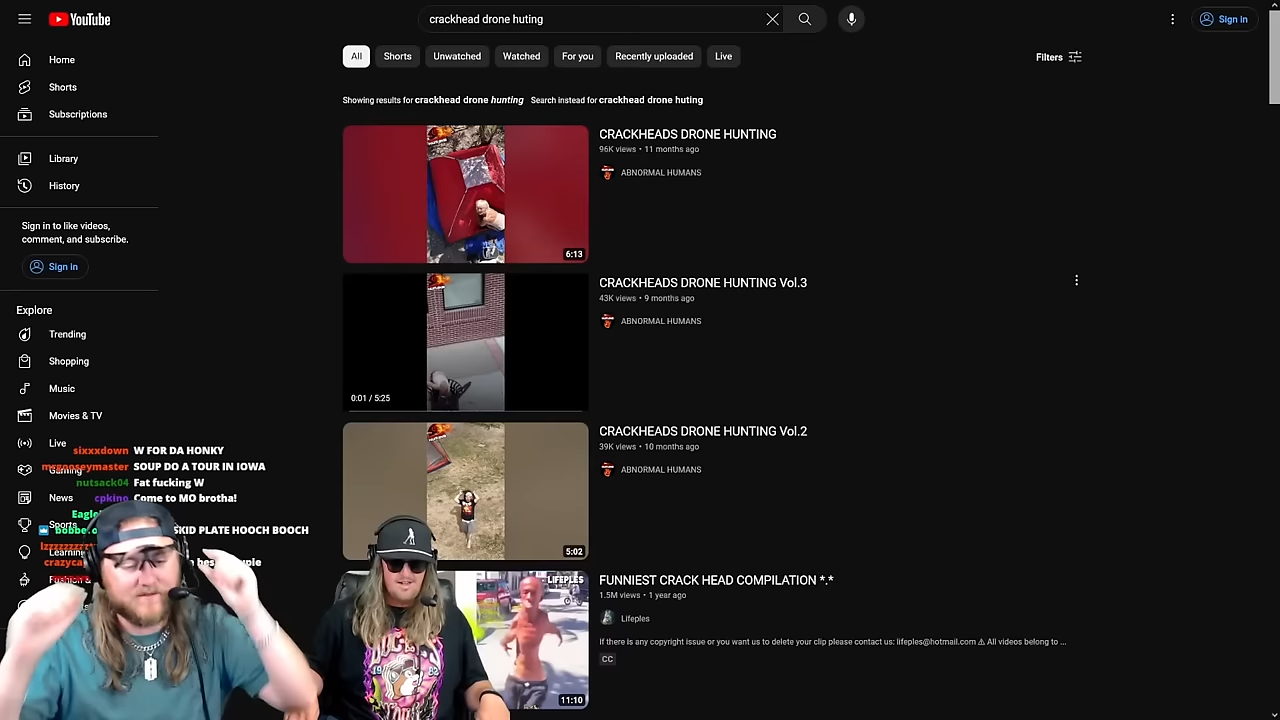 YouTube
crackhead drone huting
Sign in
Home
Shorts
Subscriptions
Library
History
Sign in to like videos,
comment, and subscribe.
Sign in
Explore
Trending
Shopping
Music
Movies & TV
Live
Gaming
News
Sports
Learning
Fashion &
All
Shorts
Unwatched
Watched
For you
Recently uploaded
Live
Filters
Showing results for crackhead drone hunting Search instead for crackhead drone huting
CRACKHEADS DRONE HUNTING
96K views • 11 months ago
ABNORMAL HUMANS
6:13
CRACKHEADS DRONE HUNTING Vol.3
43K views • 9 months ago
ABNORMAL HUMANS
0:01 / 5:25
CRACKHEADS DRONE HUNTING Vol.2
39K views • 10 months ago
ABNORMAL HUMANS
5:02
FUNNIEST CRACK HEAD COMPILATION *.*
1.5M views • 1 year ago
Lifeples
If there is any copyright issue or you want us to delete your clip please contact us: lifeples@hotmail.com ⚠ All videos belong to ...
CC
LIFEPLES
11:10
sixxxdown W FOR DA HONKY
mrgooseymaster SOUP DO A TOUR IN IOWA
nutsack04 Fat fucking W
cpkino Come to MO brotha!
Eagle
SKID PLATE HOOCH BOOCH